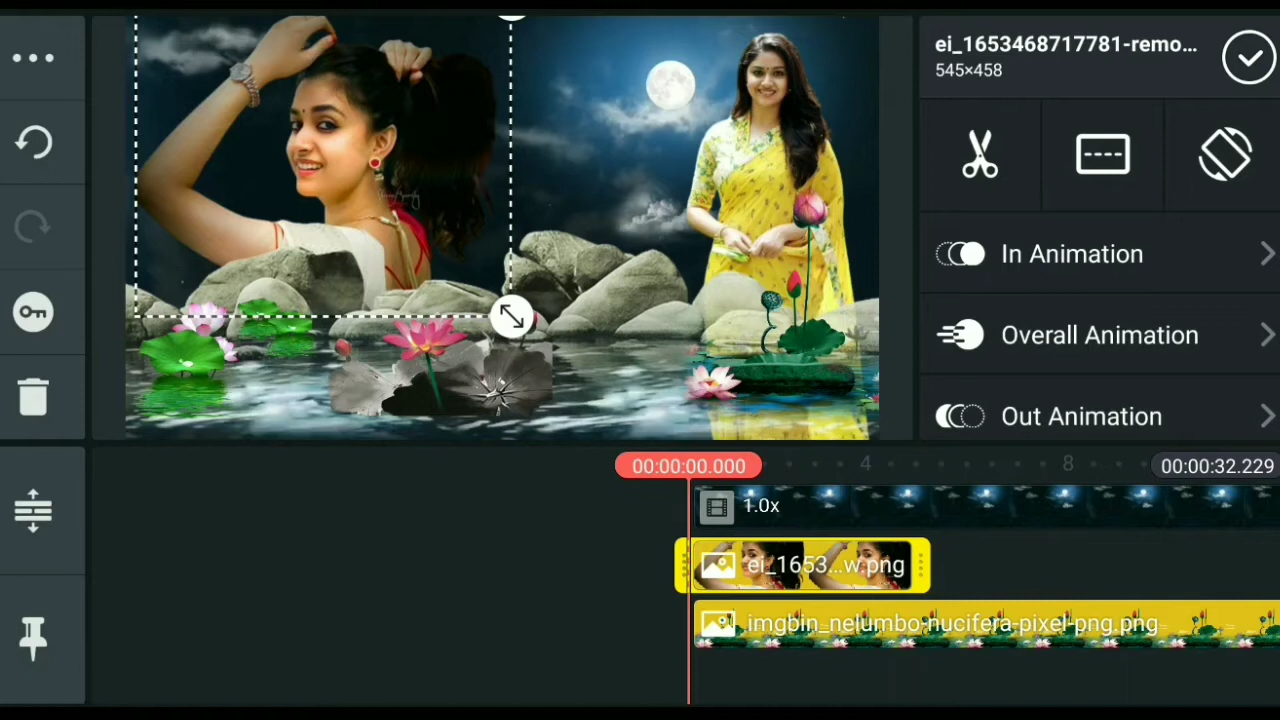 ei_1653468717781-remo...
545×458
In Animation
Overall Animation
Out Animation
00:00:00.000
4
8
00:00:32.229
1.0x
ei_1653...w.png
imgbin_nelumbo-nucifera-pixel-png.png